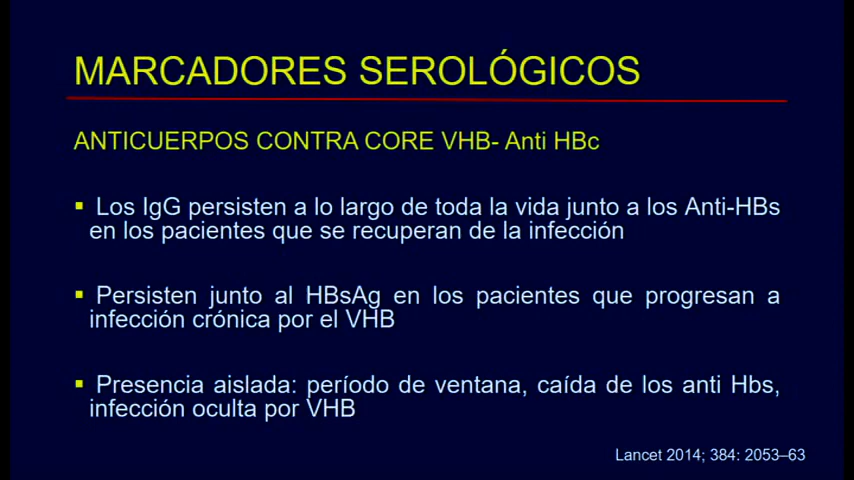 MARCADORES SEROLÓGICOS
ANTICUERPOS CONTRA CORE VHB- Anti HBc
▪ Los IgG persisten a lo largo de toda la vida junto a los Anti-HBs
en los pacientes que se recuperan de la infección
▪ Persisten junto al HBsAg en los pacientes que progresan a
infección crónica por el VHB
▪ Presencia aislada: período de ventana, caída de los anti Hbs,
infección oculta por VHB
Lancet 2014; 384: 2053–63